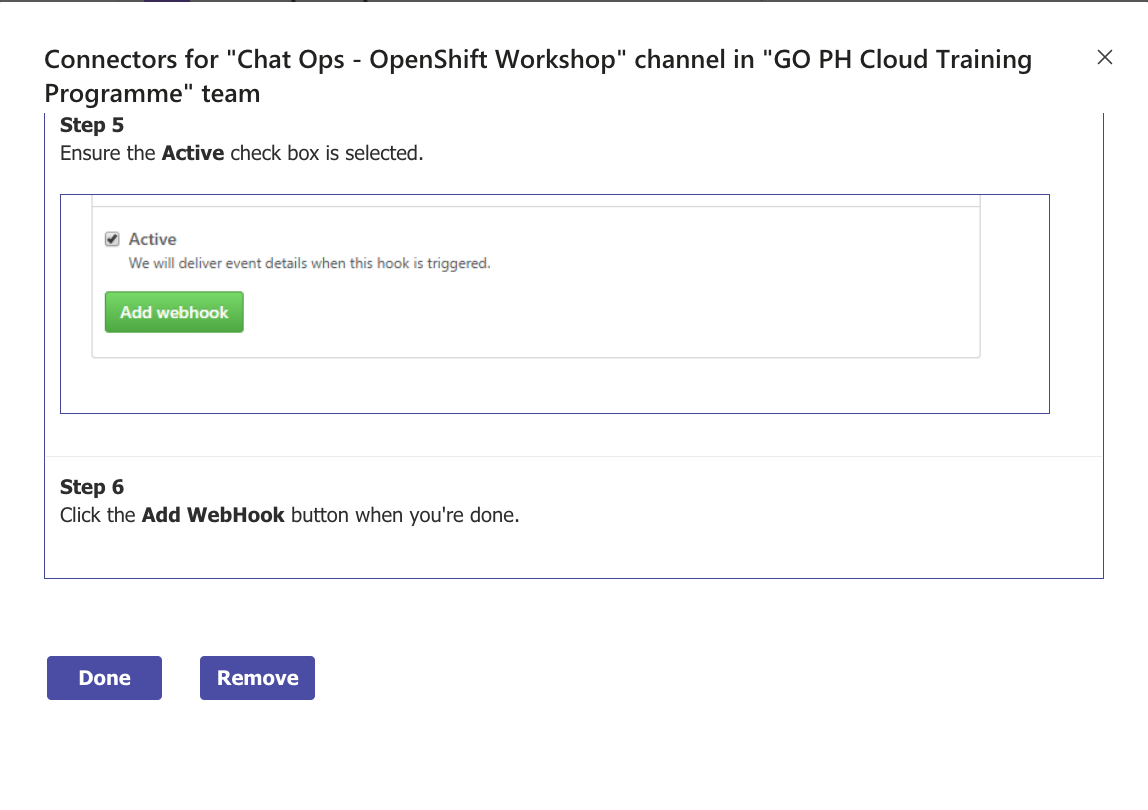 Connectors for "Chat Ops - OpenShift Workshop" channel in "GO PH Cloud Training
Programme" team
Step 5
Ensure the Active check box is selected.
Active
We will deliver event details when this hook is triggered.
Add webhook
Step 6
Click the Add WebHook button when you're done.
Done
Remove